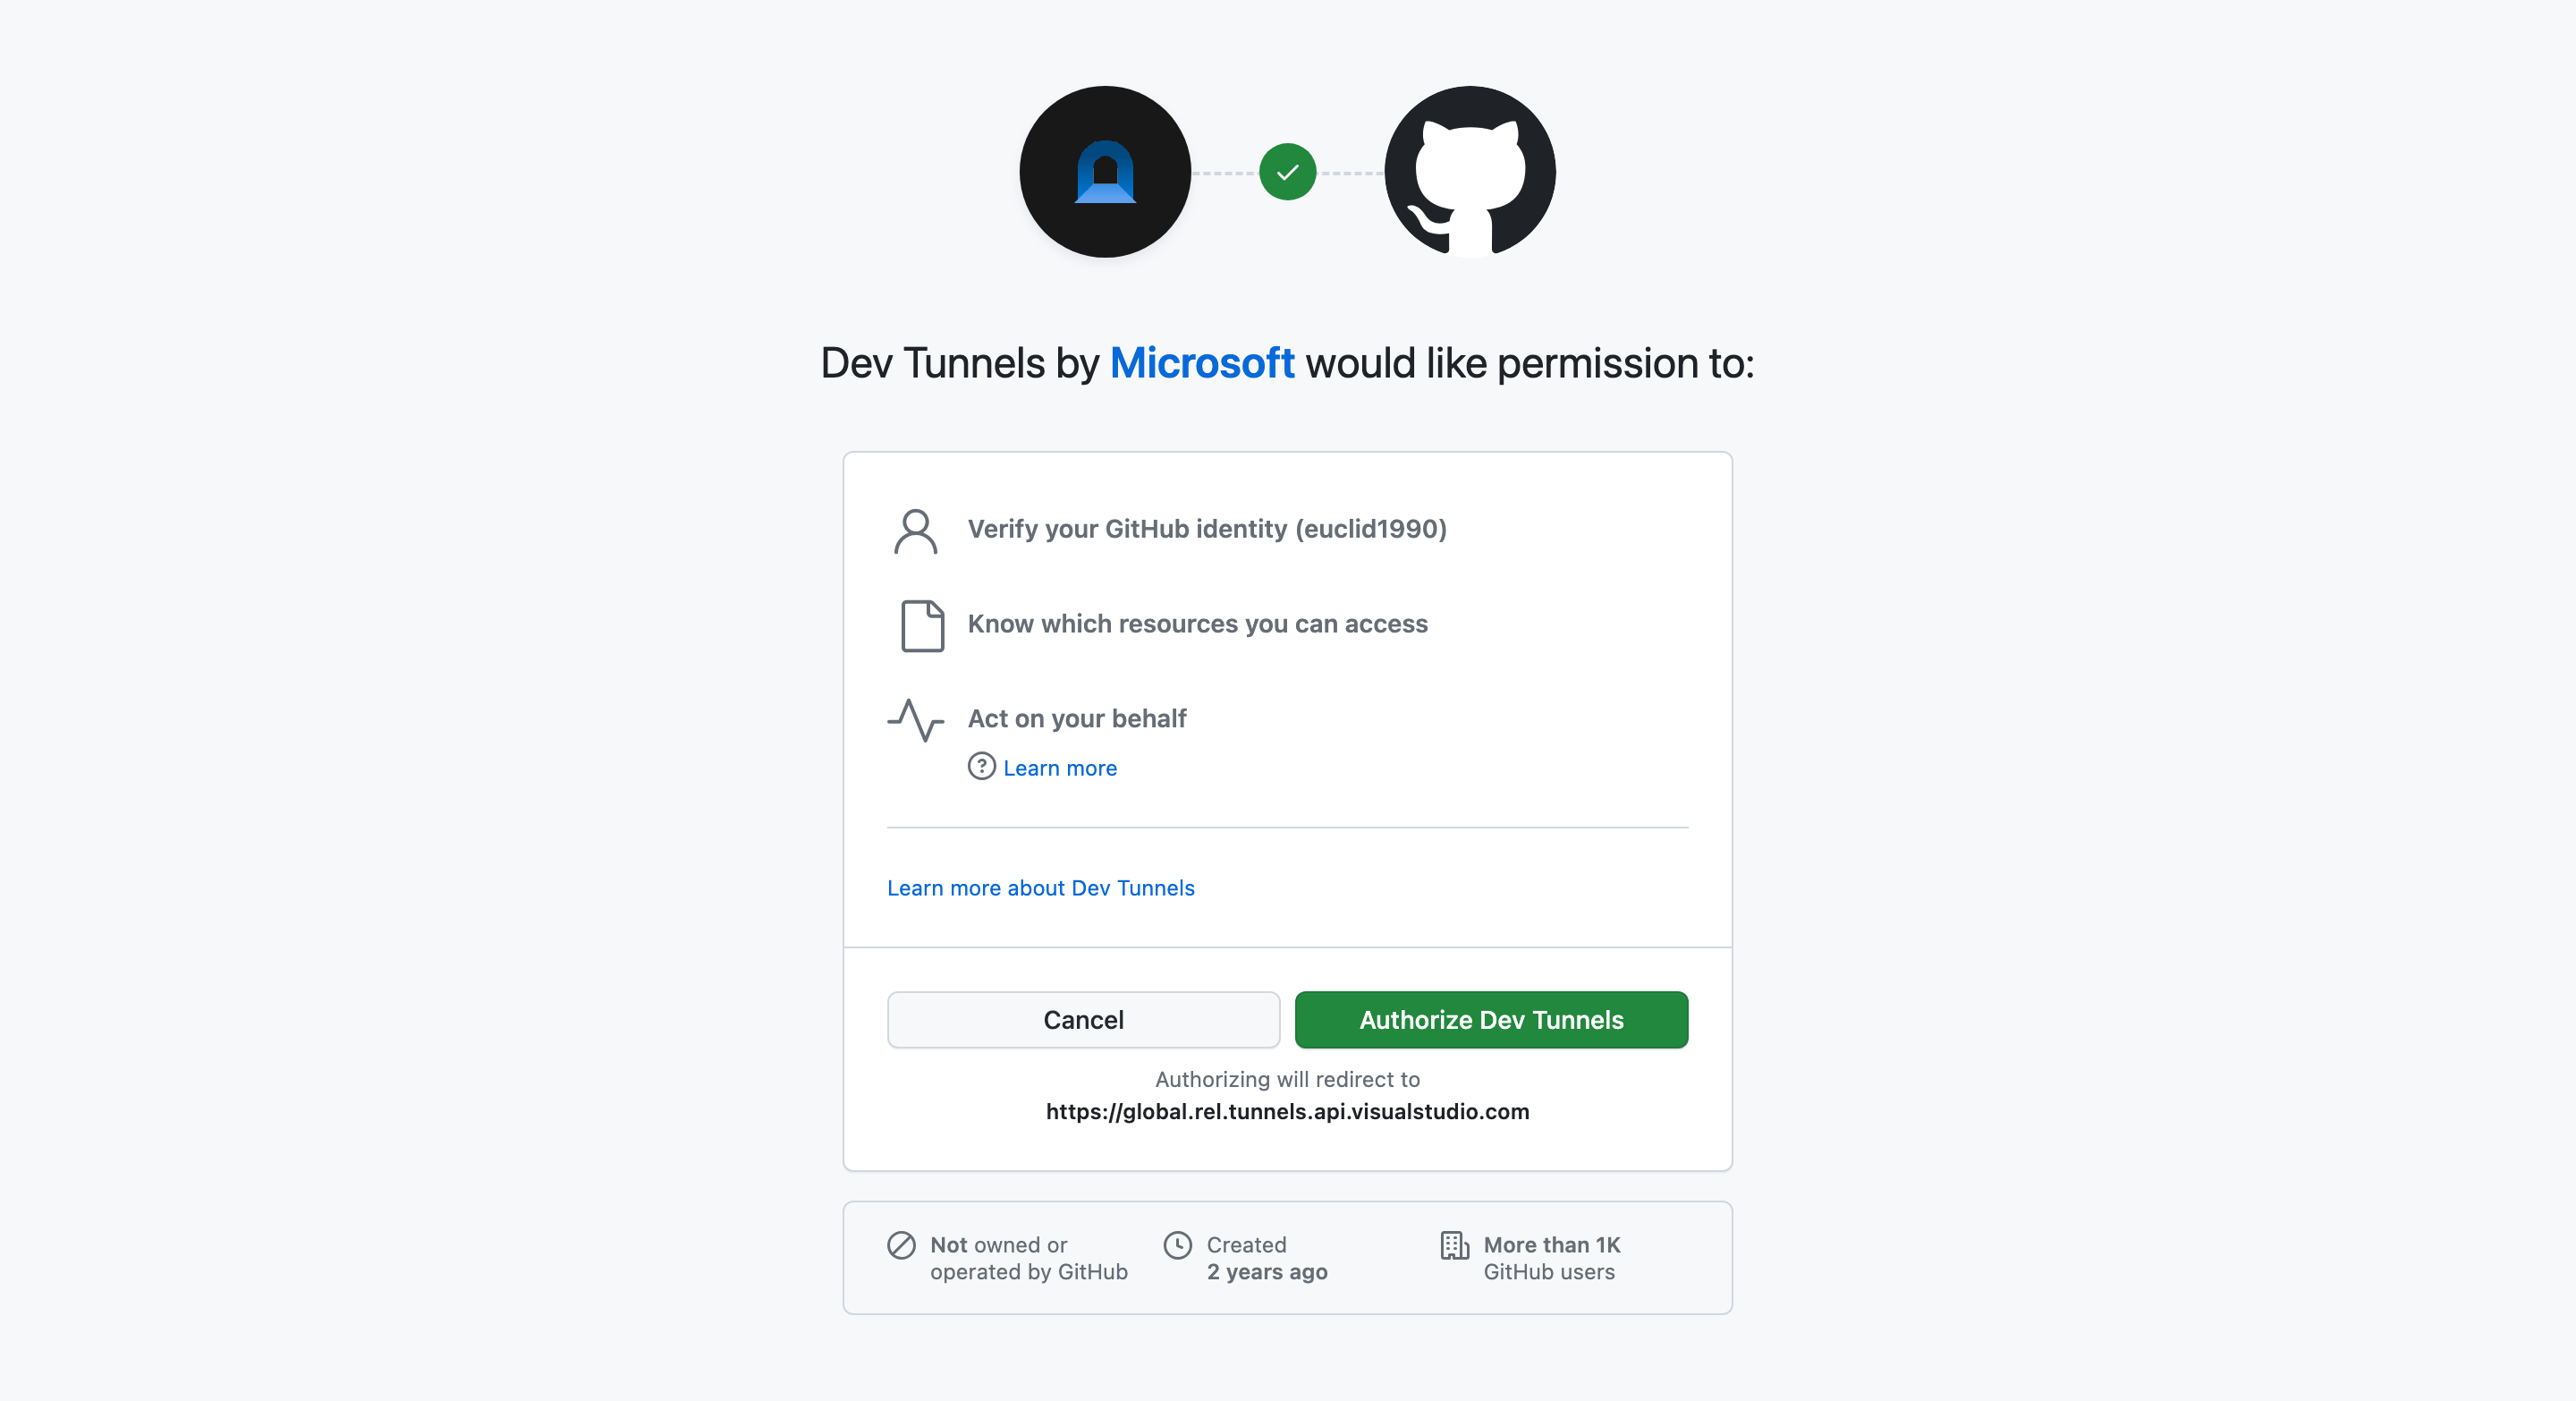 Dev Tunnels by Microsoft would like permission to:
Verify your GitHub identity (euclid1990)
Know which resources you can access
Act on your behalf
Learn more
Learn more about Dev Tunnels
Cancel
Authorize Dev Tunnels
Authorizing will redirect to
https://global.rel.tunnels.api.visualstudio.com
Not owned or
operated by GitHub
Created
2 years ago
More than 1K
GitHub users